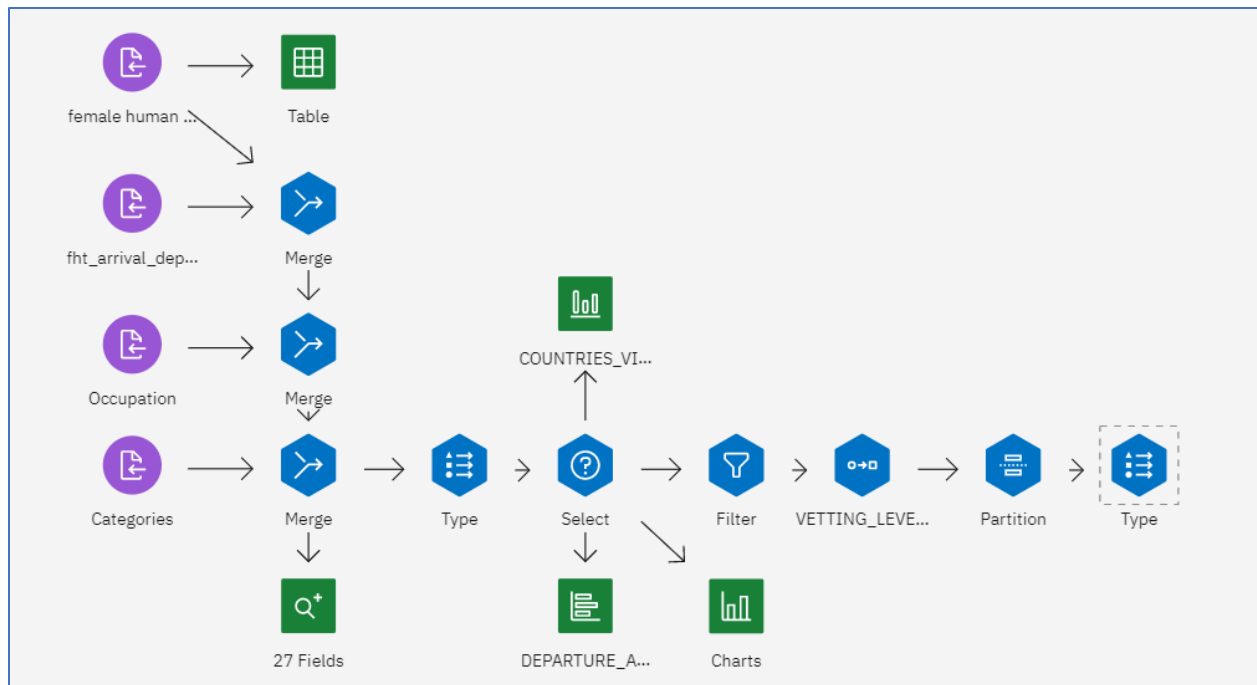 female human ...
Table
fht_arrival_dep...
Merge
COUNTRIES_VI...
Occupation
Merge
Categories
Merge
Type
Select
Filter
VETTING_LEVE...
Partition
Type
27 Fields
DEPARTURE_A...
Charts